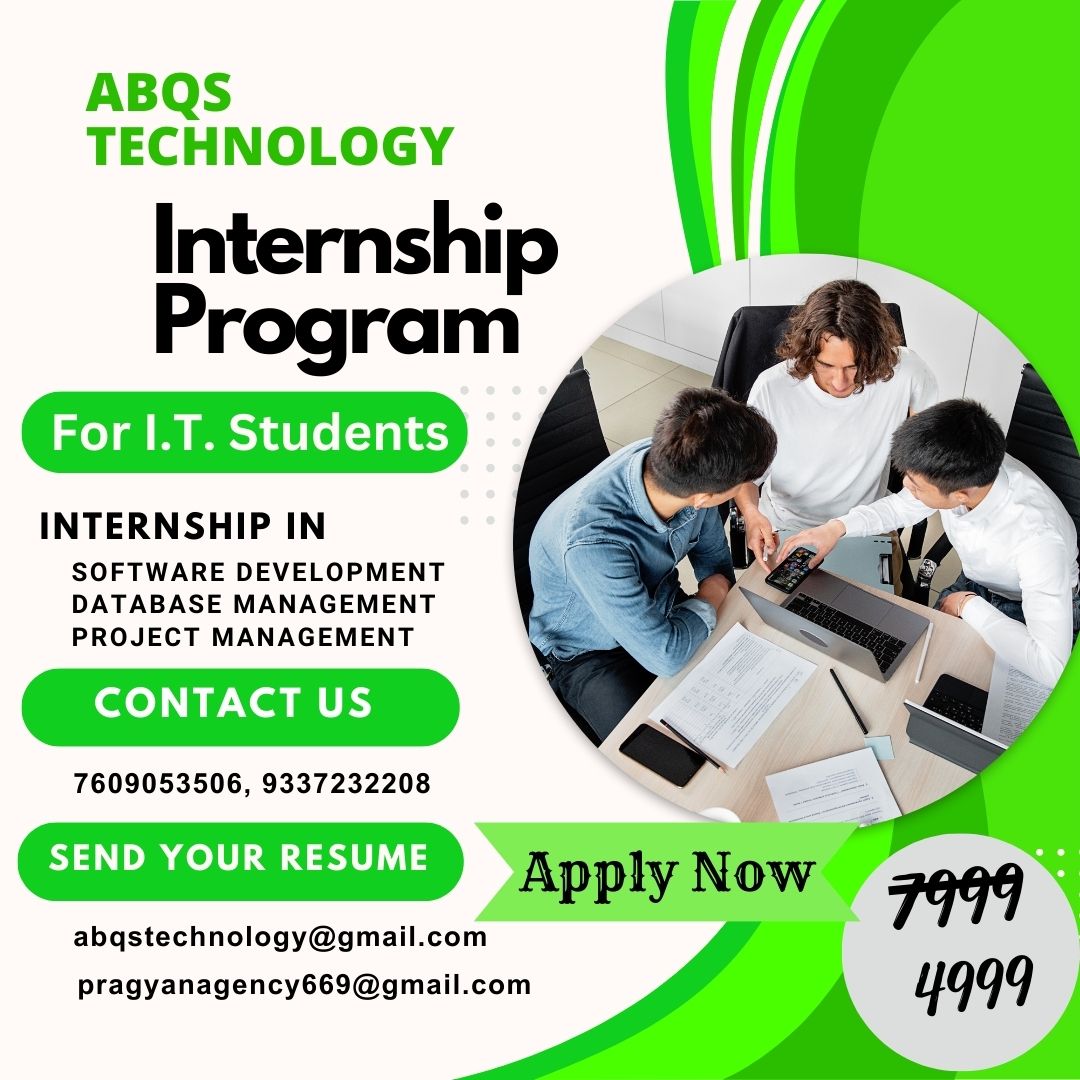 ABQS
TECHNOLOGY
Internship
Program
For I.T. Students
INTERNSHIP IN
SOFTWARE DEVELOPMENT
DATABASE MANAGEMENT
PROJECT MANAGEMENT
CONTACT US
7609053506, 9337232208
SEND YOUR RESUME
abqstechnology@gmail.com
pragyanagency669@gmail.com
Apply Now
7999
4999